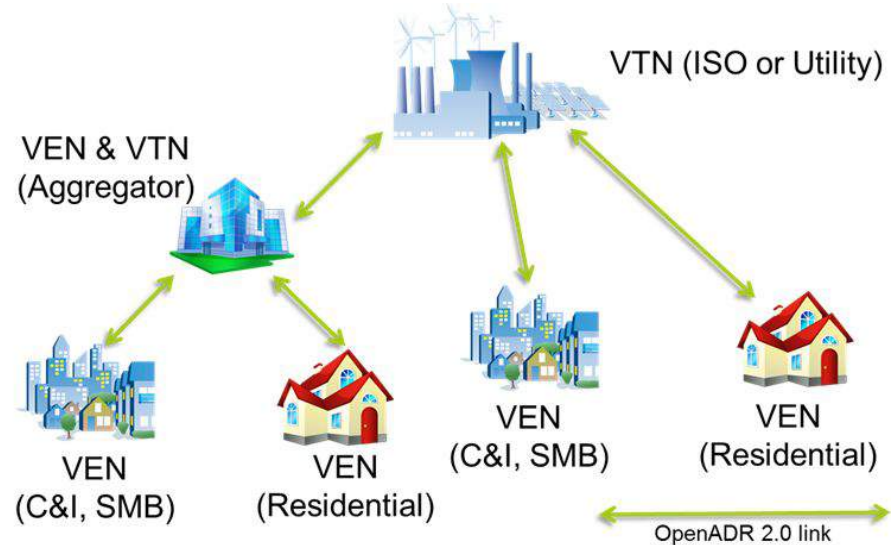 VTN (ISO or Utility)
VEN & VTN
(Aggregator)
VEN
(C&I, SMB)
VEN
(Residential)
VEN
(C&I, SMB)
VEN
(Residential)
OpenADR 2.0 link